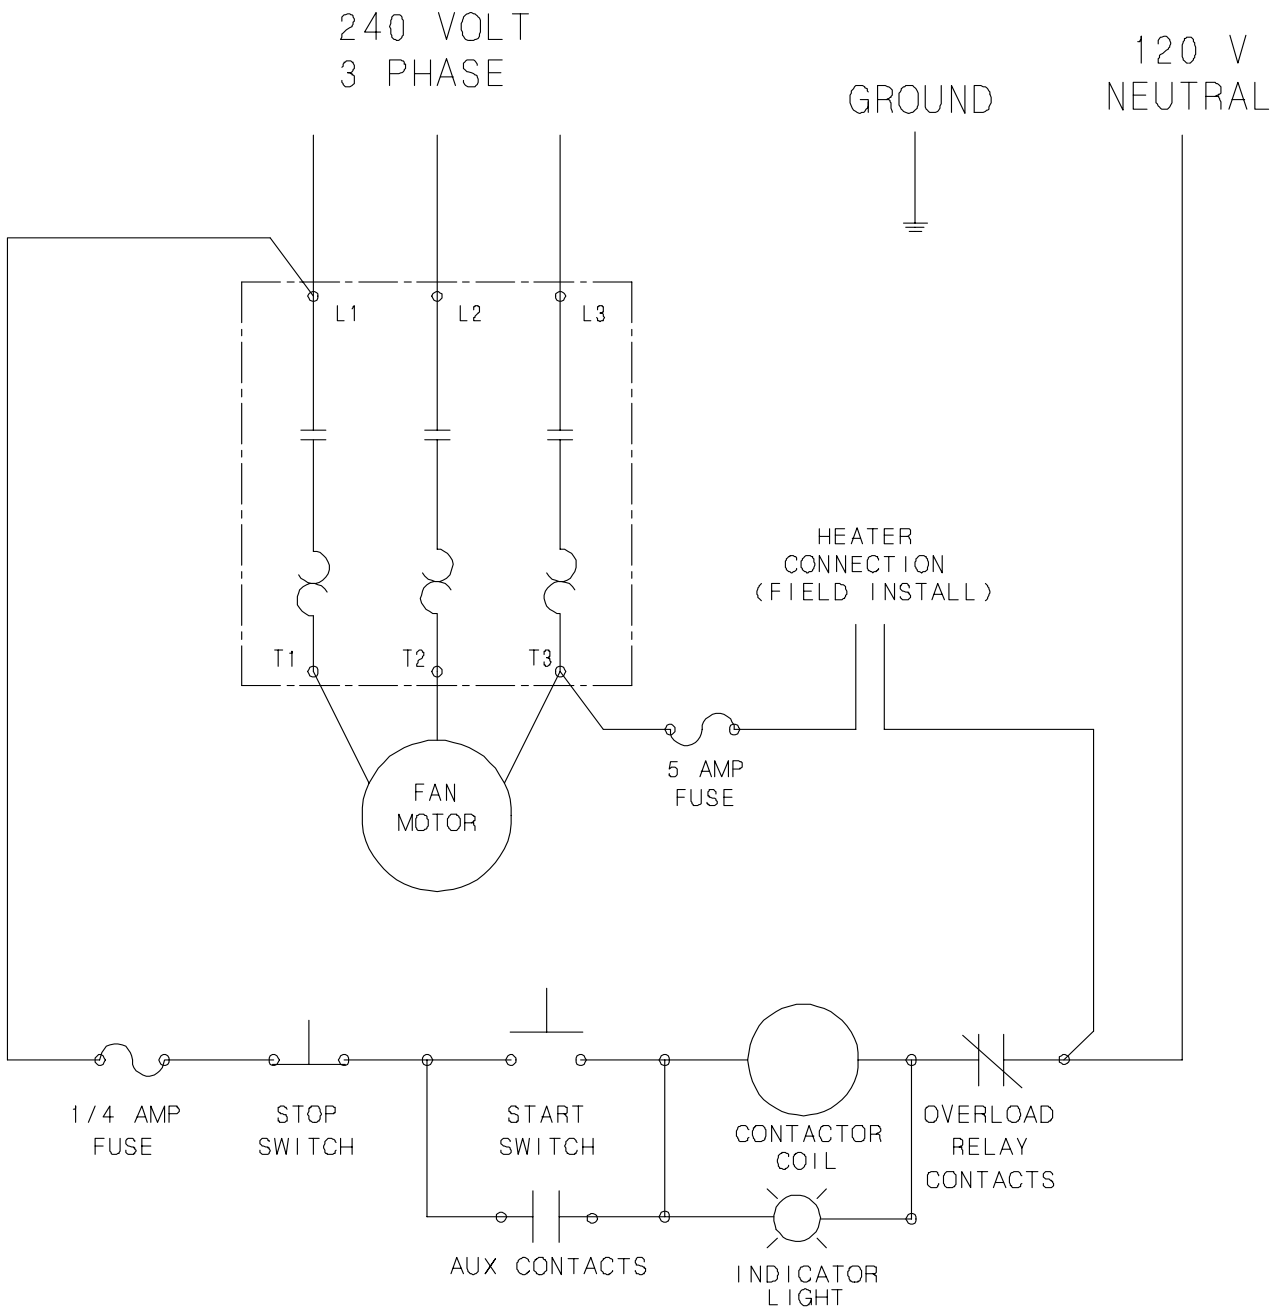 240 VOLT
3 PHASE
GROUND
120 V
NEUTRAL
L1
L2
L3
HEATER
CONNECTION
(FIELD INSTALL)
T1
T2
T3
5 AMP
FUSE
FAN
MOTOR
1/4 AMP
FUSE
STOP
SWITCH
START
SWITCH
CONTACTOR
COIL
OVERLOAD
RELAY
CONTACTS
AUX CONTACTS
INDICATOR
LIGHT